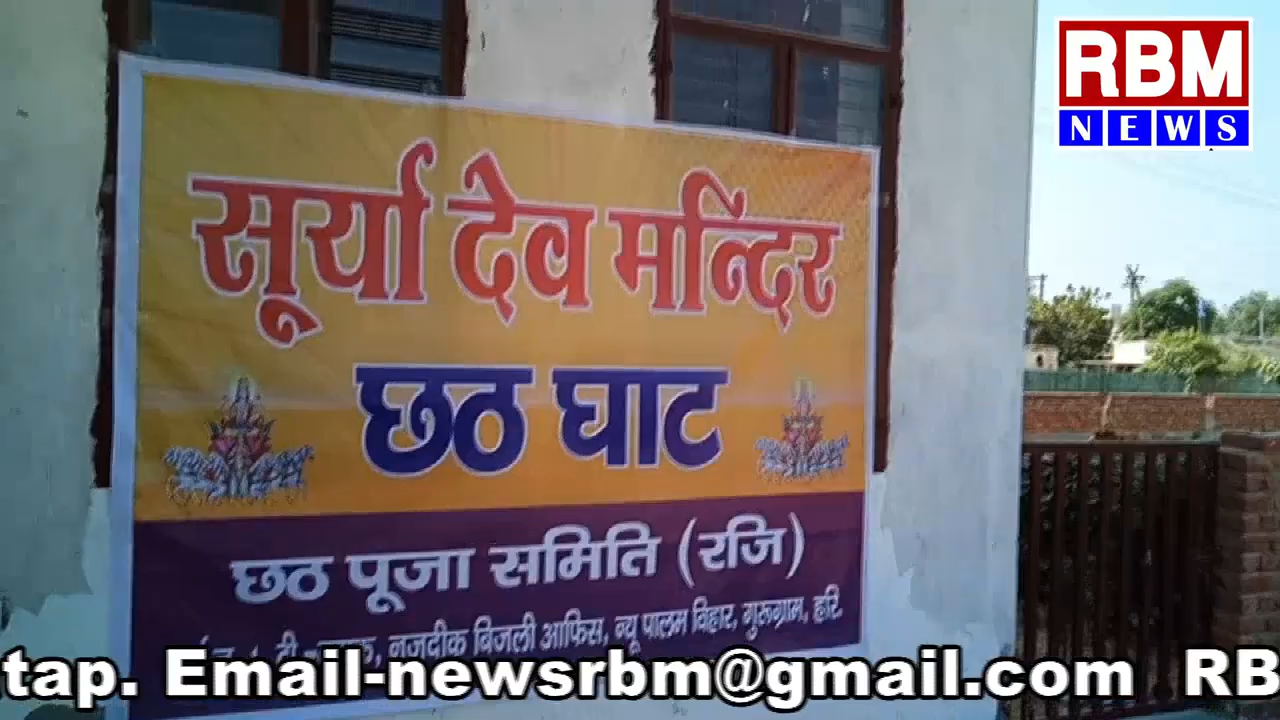 RBM
NEWS
सूर्या देव मन्दिर
छठ घाट
छठ पूजा समिति (रजि)
नजदीक बिजली आफिस, न्यू पालम विहार, गुरूग्राम, हरि.
tap. Email-newsrbm@gmail.com RB